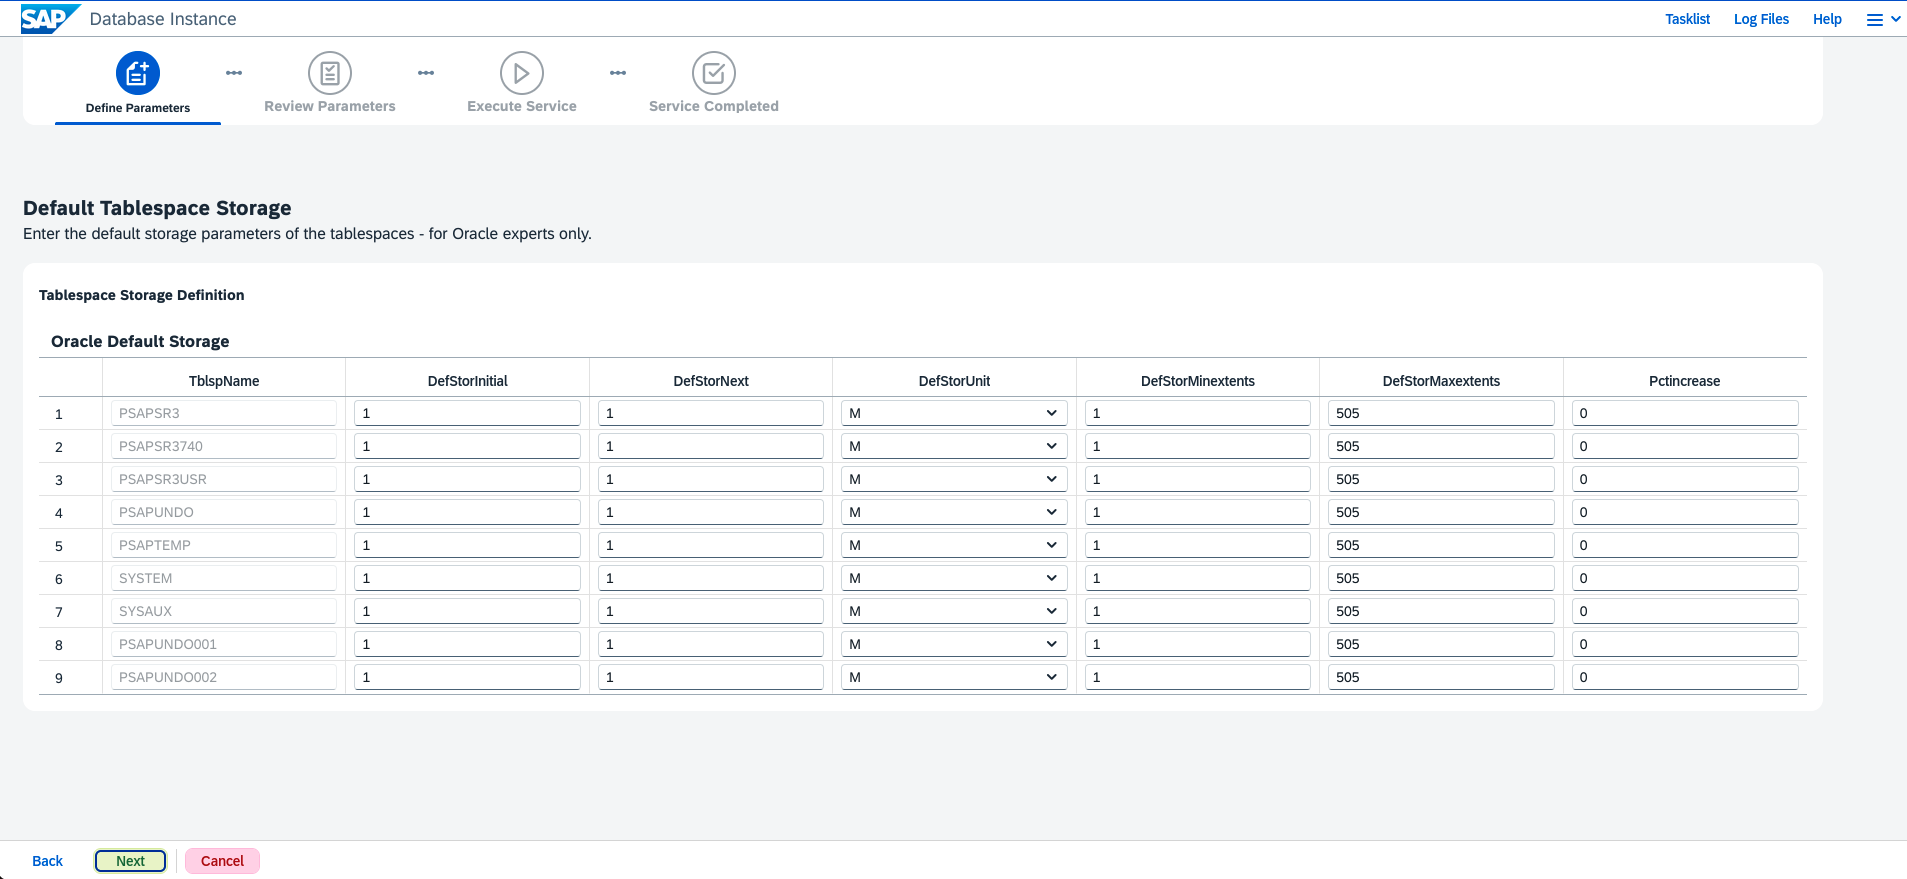 SAP Database Instance Tasklist Log Files Help
Define Parameters Review Parameters Execute Service Service Completed
Default Tablespace Storage
Enter the default storage parameters of the tablespaces - for Oracle experts only.
Tablespace Storage Definition
Oracle Default Storage
TblspName DefStorInitial DefStorNext DefStorUnit DefStorMinextents DefStorMaxextents Pctincrease
1 PSAPSR3 1 1 M 1 505 0
2 PSAPSR3740 1 1 M 1 505 0
3 PSAPSR3USR 1 1 M 1 505 0
4 PSAPUNDO 1 1 M 1 505 0
5 PSAPTEMP 1 1 M 1 505 0
6 SYSTEM 1 1 M 1 505 0
7 SYSAUX 1 1 M 1 505 0
8 PSAPUNDO001 1 1 M 1 505 0
9 PSAPUNDO002 1 1 M 1 505 0
Back Next Cancel